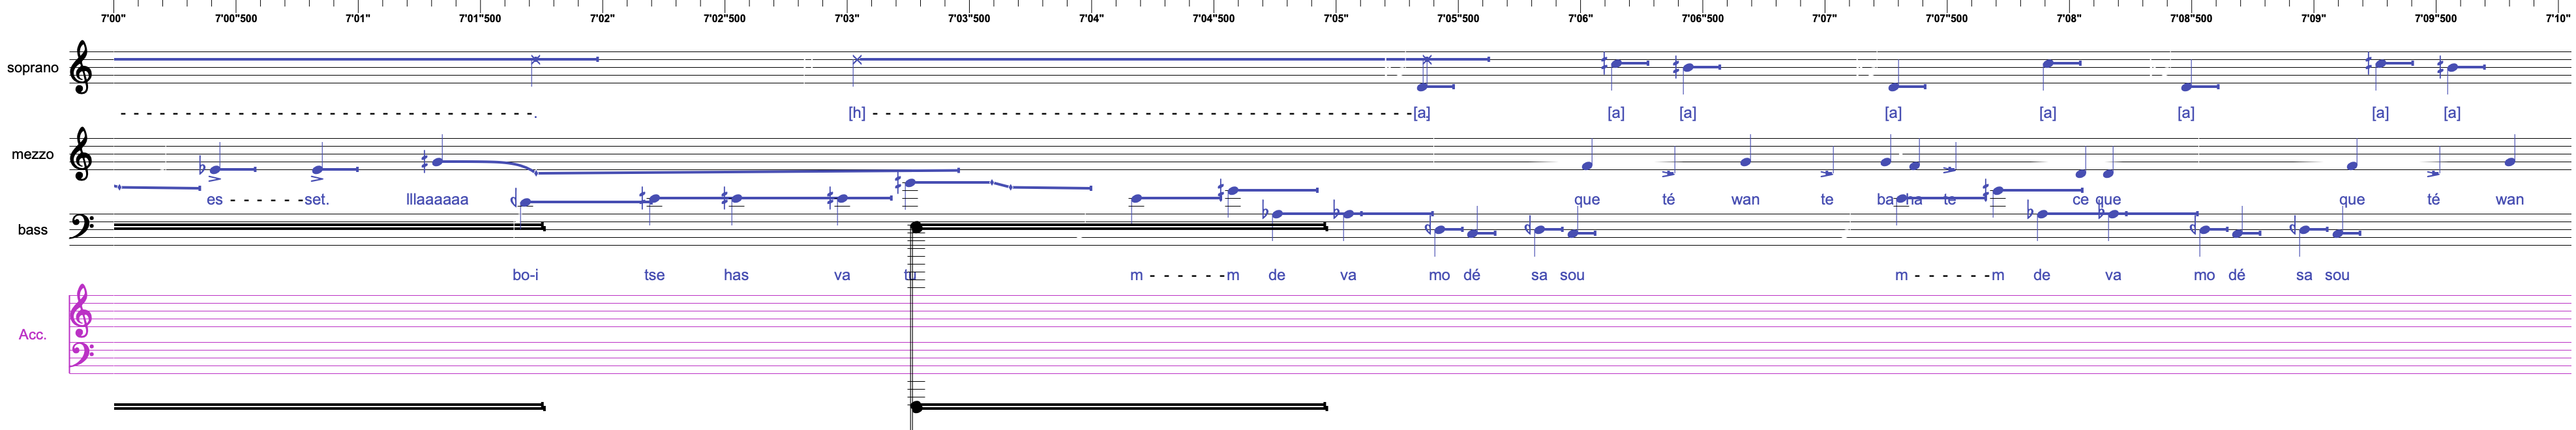 7'00" 7'00"500 7'01" 7'01"500 7'02" 7'02"500 7'03" 7'03"500 7'04" 7'04"500 7'05" 7'05"500 7'06" 7'06"500 7'07" 7'07"500 7'08" 7'08"500 7'09" 7'09"500 7'10"
soprano
[h] [a] [a] [a] [a] [a] [a] [a] [a]
mezzo
es - - - - - -set. lllaaaaaa que té wan te ba ha te ce que que té wan
bass
bo-i tse has va tu m - - - - - -m de va mo dé sa sou m - - - - - -m de va mo dé sa sou
Acc.